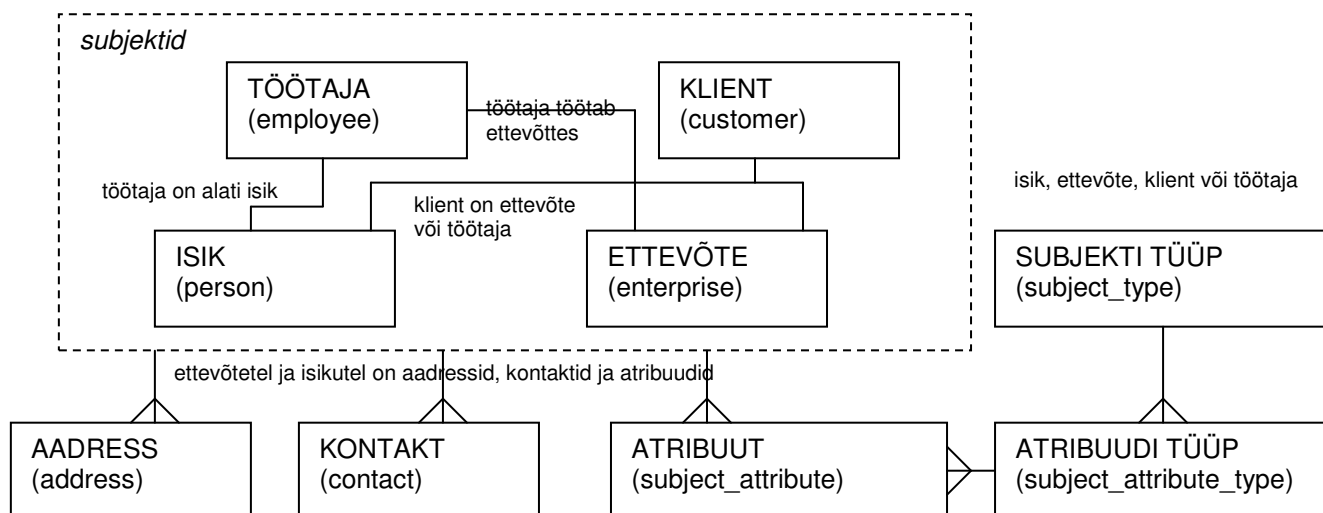 subjektid
TÖÖTAJA
(employee)
KLIENT
(customer)
töötaja töötab
ettevõttes
töötaja on alati isik
klient on ettevõte
või töötaja
isik, ettevõte, klient või töötaja
ISIK
(person)
ETTEVÕTE
(enterprise)
SUBJEKTI TÜÜP
(subject_type)
ettevõtetel ja isikutel on aadressid, kontaktid ja atribuudid
AADRESS
(address)
KONTAKT
(contact)
ATRIBUUT
(subject_attribute)
ATRIBUUDI TÜÜP
(subject_attribute_type)